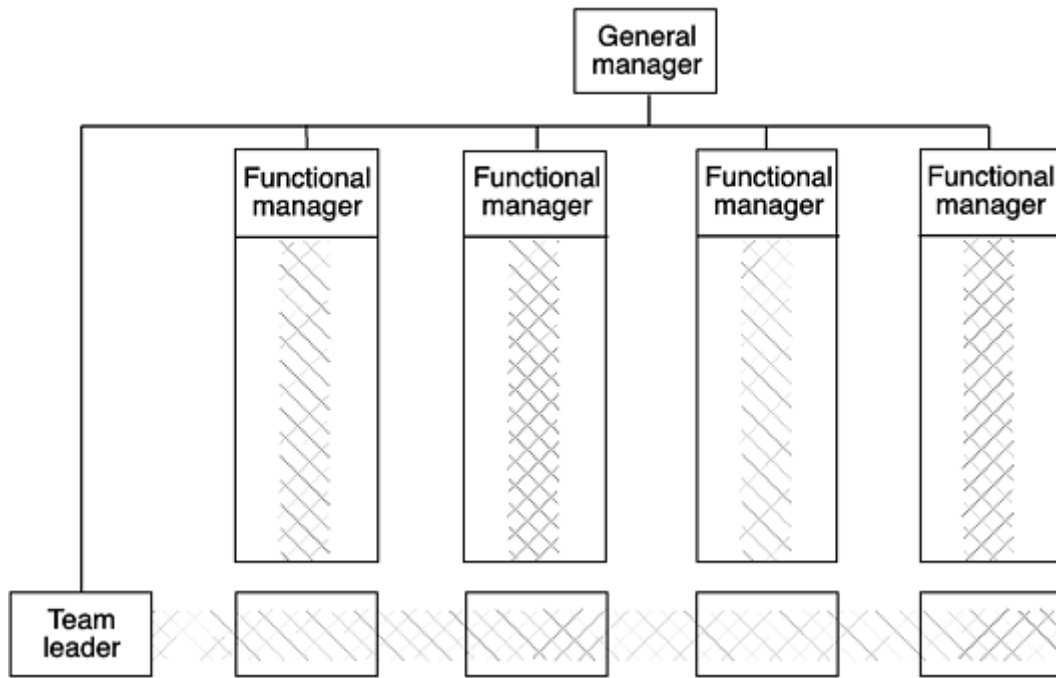 General
manager
Functional
manager
Functional
manager
Functional
manager
Functional
manager
Team
leader